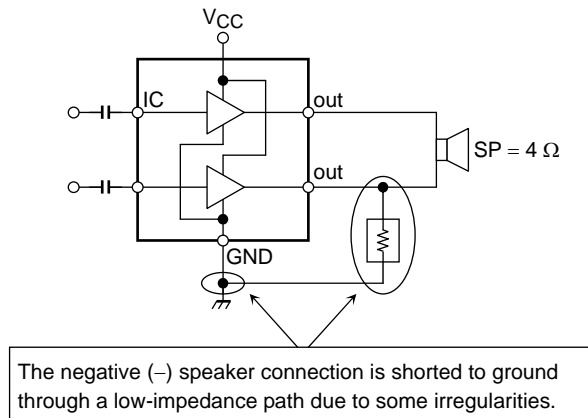 VCC
IC
out
SP = 4 Ω
out
GND
The negative (−) speaker connection is shorted to ground
through a low-impedance path due to some irregularities.